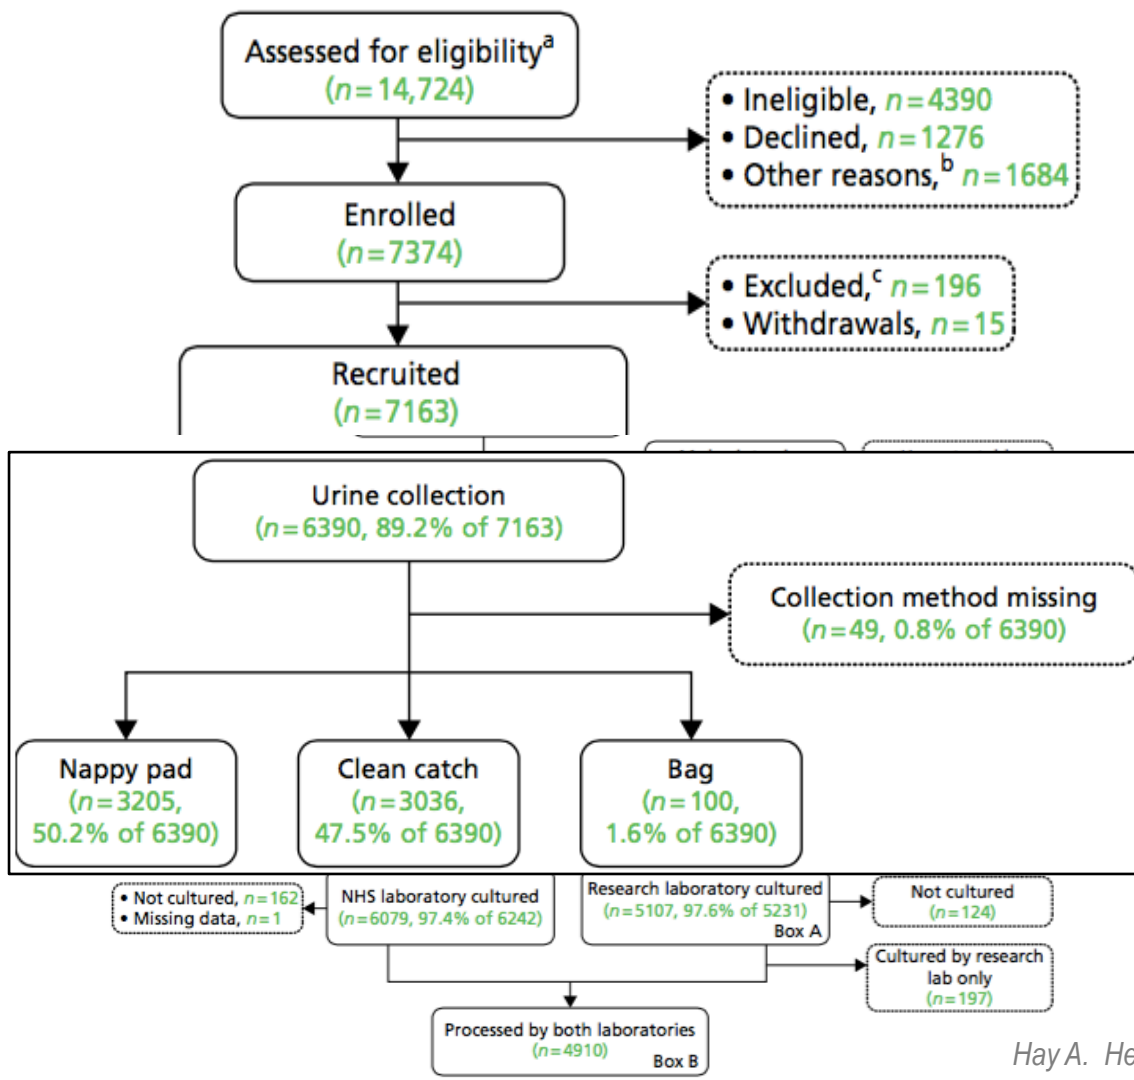 Assessed for eligibilityᵃ
(n=14,724)
• Ineligible, n=4390
• Declined, n=1276
• Other reasons,ᵇ n=1684
Enrolled
(n=7374)
• Excluded,ᶜ n=196
• Withdrawals, n=15
Recruited
(n=7163)
Urine collection
(n=6390, 89.2% of 7163)
Collection method missing
(n=49, 0.8% of 6390)
Nappy pad
(n=3205,
50.2% of 6390)
Clean catch
(n=3036,
47.5% of 6390)
Bag
(n=100,
1.6% of 6390)
• Not cultured, n=162
• Missing data, n=1
NHS laboratory cultured
(n=6079, 97.4% of 6242)
Research laboratory cultured
(n=5107, 97.6% of 5231)
Box A
Not cultured
(n=124)
Cultured by research
lab only
(n=197)
Processed by both laboratories
(n=4910)
Box B
Hay A. He